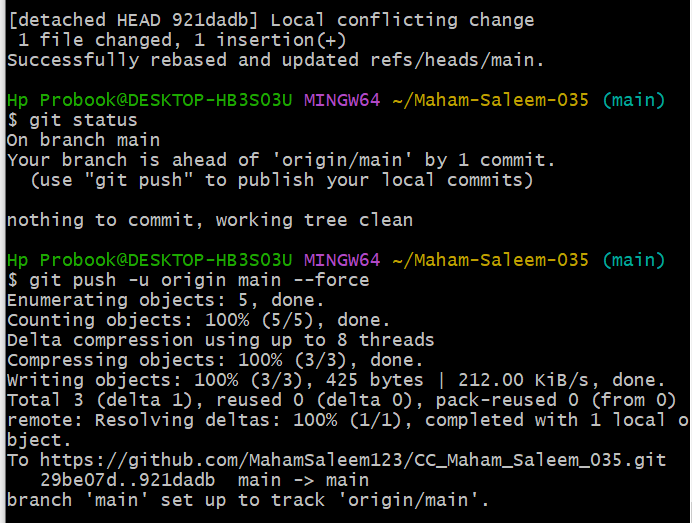 [detached HEAD 921dadb] Local conflicting change
 1 file changed, 1 insertion(+)
Successfully rebased and updated refs/heads/main.

Hp Probook@DESKTOP-HB3SO3U MINGW64 ~/Maham-Saleem-035 (main)
$ git status
On branch main
Your branch is ahead of 'origin/main' by 1 commit.
  (use "git push" to publish your local commits)

nothing to commit, working tree clean

Hp Probook@DESKTOP-HB3SO3U MINGW64 ~/Maham-Saleem-035 (main)
$ git push -u origin main --force
Enumerating objects: 5, done.
Counting objects: 100% (5/5), done.
Delta compression using up to 8 threads
Compressing objects: 100% (3/3), done.
Writing objects: 100% (3/3), 425 bytes | 212.00 KiB/s, done.
Total 3 (delta 1), reused 0 (delta 0), pack-reused 0 (from 0)
remote: Resolving deltas: 100% (1/1), completed with 1 local o
bject.
To https://github.com/MahamSaleem123/CC_Maham_Saleem_035.git
   29be07d..921dadb  main -> main
branch 'main' set up to track 'origin/main'.